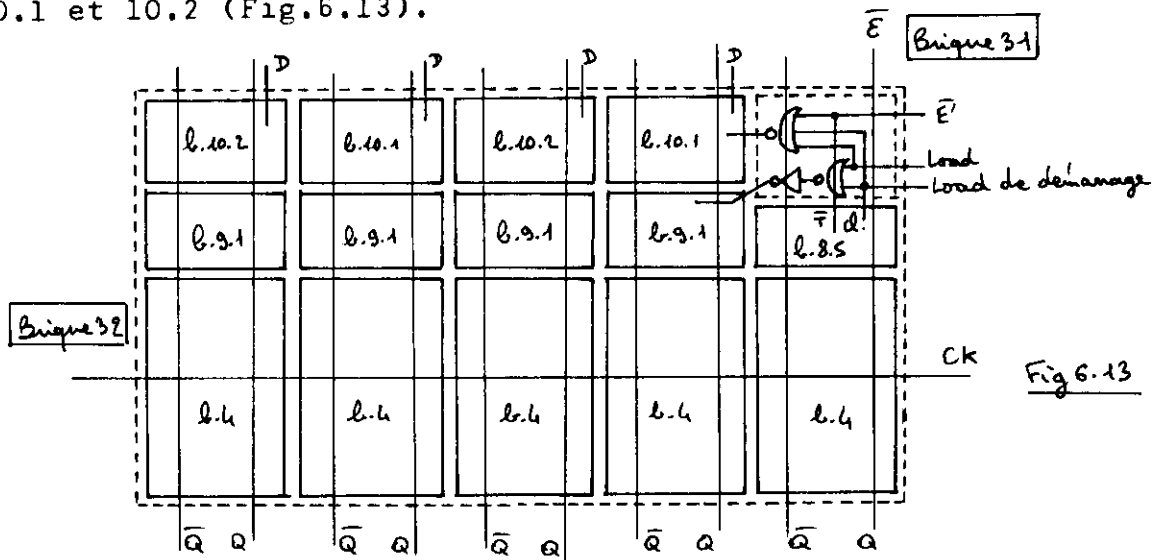 0.1 et 10.2 (Fig.6.13).
E̅
Brique 31
D D D D
b.10.2 b.10.1 b.10.2 b.10.1
E̅'
Load
Load de démarrage
F̅ d
b.9.1 b.9.1 b.9.1 b.9.1 b.8.5
Brique 32
Ck
Fig 6.13
b.4 b.4 b.4 b.4 b.4
Q̅ Q Q̅ Q Q̅ Q Q̅ Q Q̅ Q